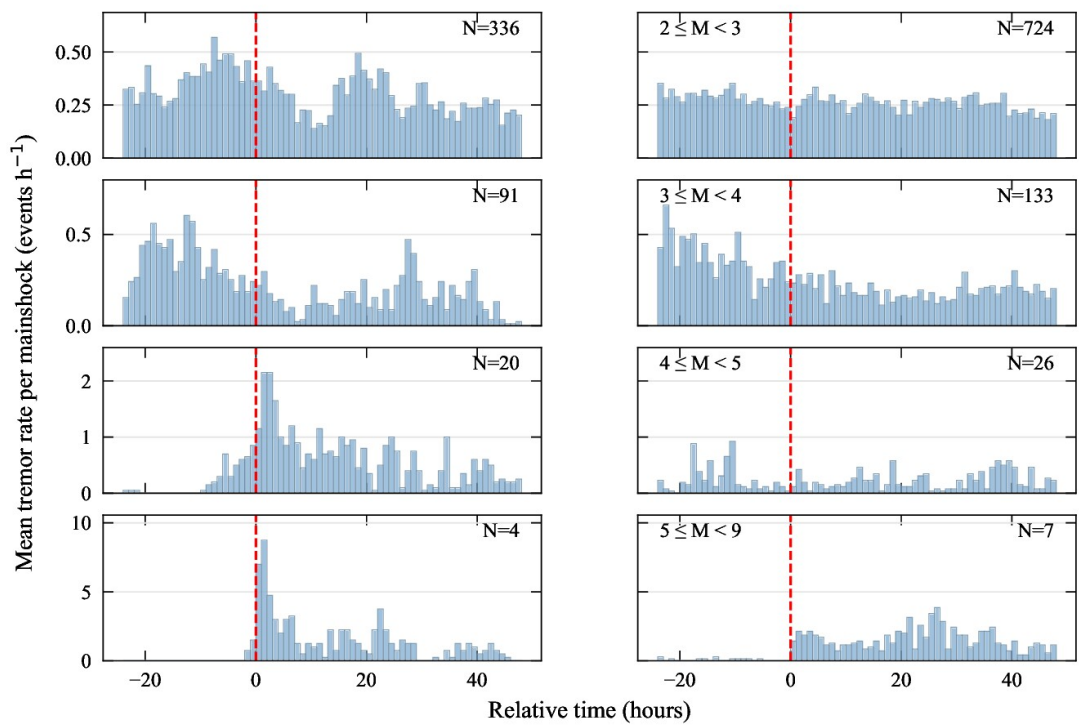 Mean tremor rate per mainshock (events h⁻¹)
N=336
0.50
0.25
0.00
2 ≤ M < 3
N=724
N=91
0.5
0.0
3 ≤ M < 4
N=133
N=20
2
1
0
4 ≤ M < 5
N=26
N=4
10
5
0
−20
0
20
40
5 ≤ M < 9
N=7
−20
0
20
40
Relative time (hours)